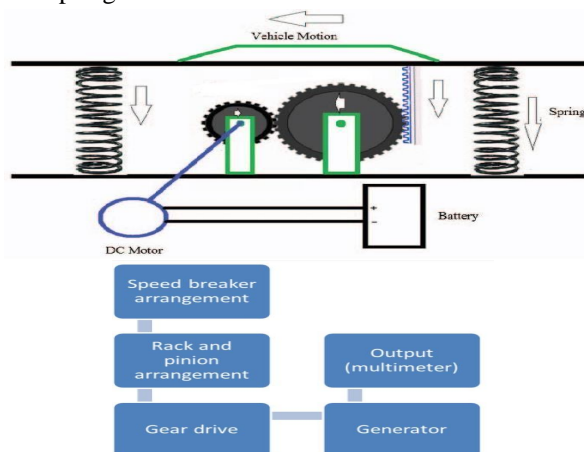 Vehicle Motion
Spring
+
−
Battery
DC Motor
Speed breaker
arrangement
Rack and
pinion
arrangement
Output
(multimeter)
Gear drive
Generator